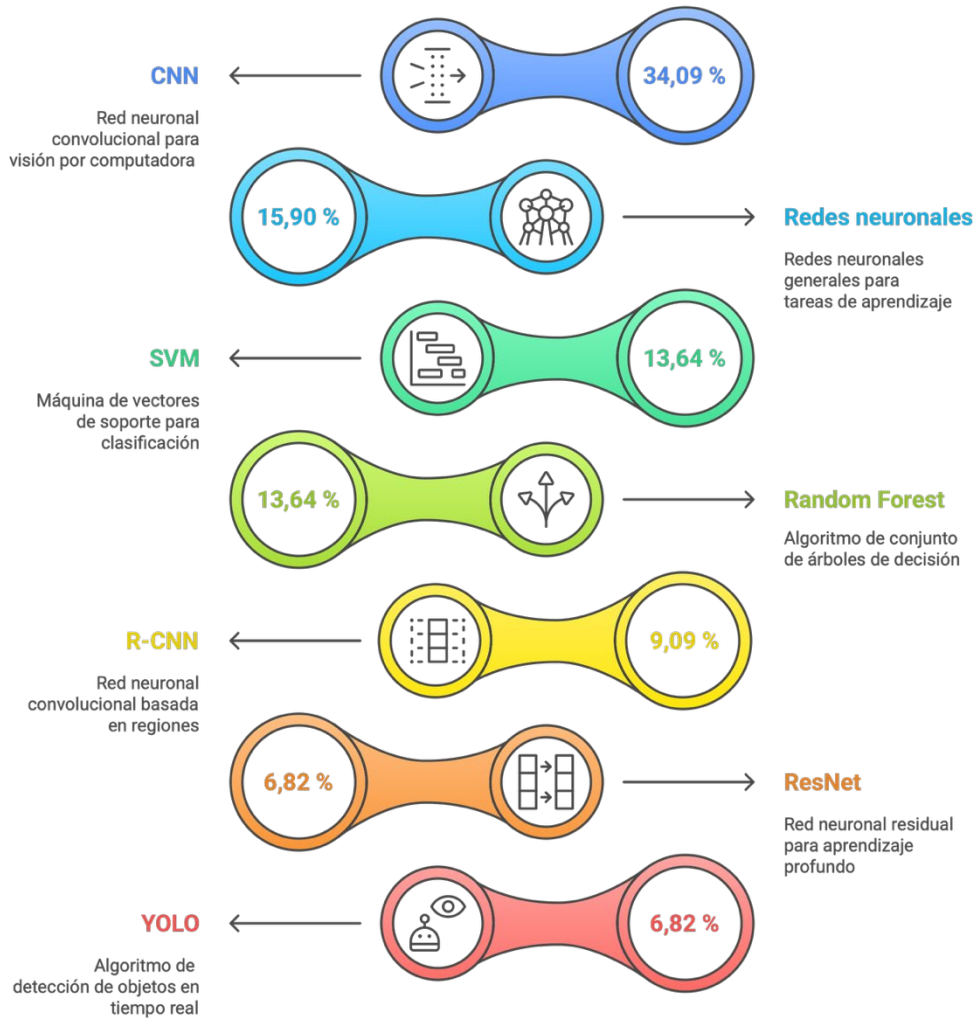 CNN
34,09 %
Red neuronal
convolucional para
visión por computadora
15,90 %
Redes neuronales
Redes neuronales
generales para
tareas de aprendizaje
SVM
13,64 %
Máquina de vectores
de soporte para
clasificación
13,64 %
Random Forest
Algoritmo de conjunto
de árboles de decisión
R-CNN
9,09 %
Red neuronal
convolucional basada
en regiones
6,82 %
ResNet
Red neuronal residual
para aprendizaje
profundo
YOLO
6,82 %
Algoritmo de
detección de objetos en
tiempo real